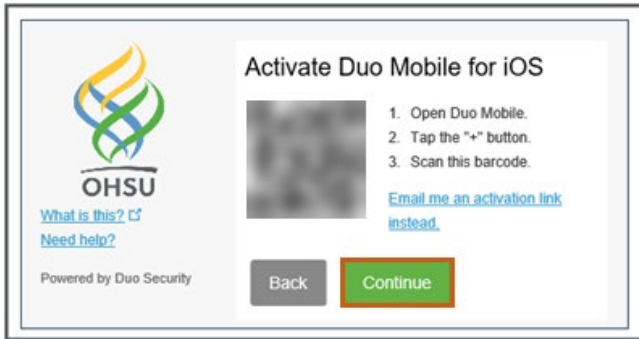 OHSU
What is this?
Need help?
Powered by Duo Security
Activate Duo Mobile for iOS
1. Open Duo Mobile.
2. Tap the "+" button.
3. Scan this barcode.
Email me an activation link
instead.
Back
Continue